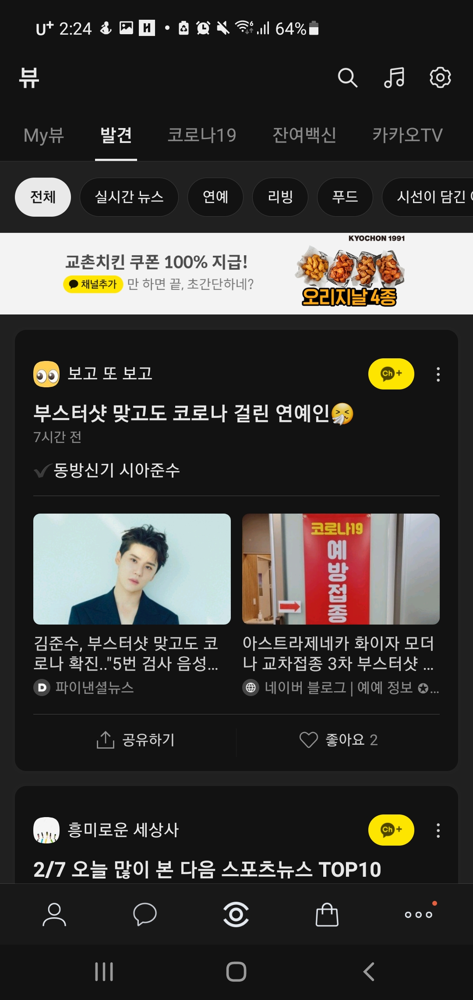 U+ 2:24 64%
뷰
My뷰 발견 코로나19 잔여백신 카카오TV
전체 실시간 뉴스 연예 리빙 푸드 시선이 담긴
KYOCHON 1991
교촌치킨 쿠폰 100% 지급!
채널추가 만 하면 끝, 초간단하네?
오리지날 4종
보고 또 보고
Ch+
부스터샷 맞고도 코로나 걸린 연예인🤧
7시간 전
✔동방신기 시아준수
코로나19
예방접종
김준수, 부스터샷 맞고도 코
로나 확진.."5번 검사 음성...
D 파이낸셜뉴스
아스트라제네카 화이자 모더
나 교차접종 3차 부스터샷 ...
네이버 블로그 | 예예 정보 ✪...
공유하기
좋아요 2
흥미로운 세상사
Ch+
2/7 오늘 많이 본 다음 스포츠뉴스 TOP10